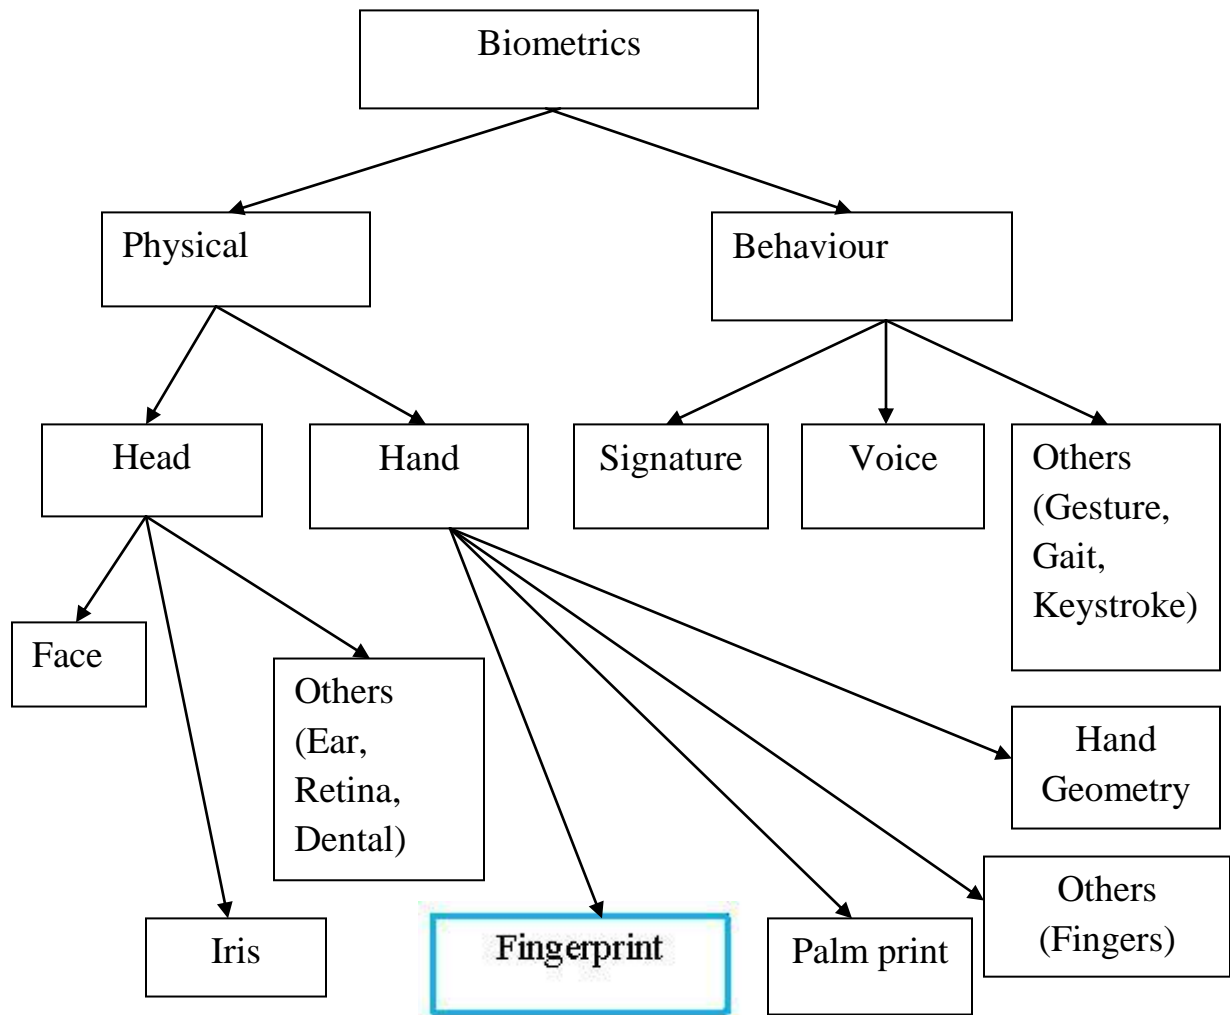 Biometrics
Physical
Behaviour
Head
Hand
Signature
Voice
Others
(Gesture,
Gait,
Keystroke)
Face
Others
(Ear,
Retina,
Dental)
Hand
Geometry
Others
(Fingers)
Iris
Fingerprint
Palm print